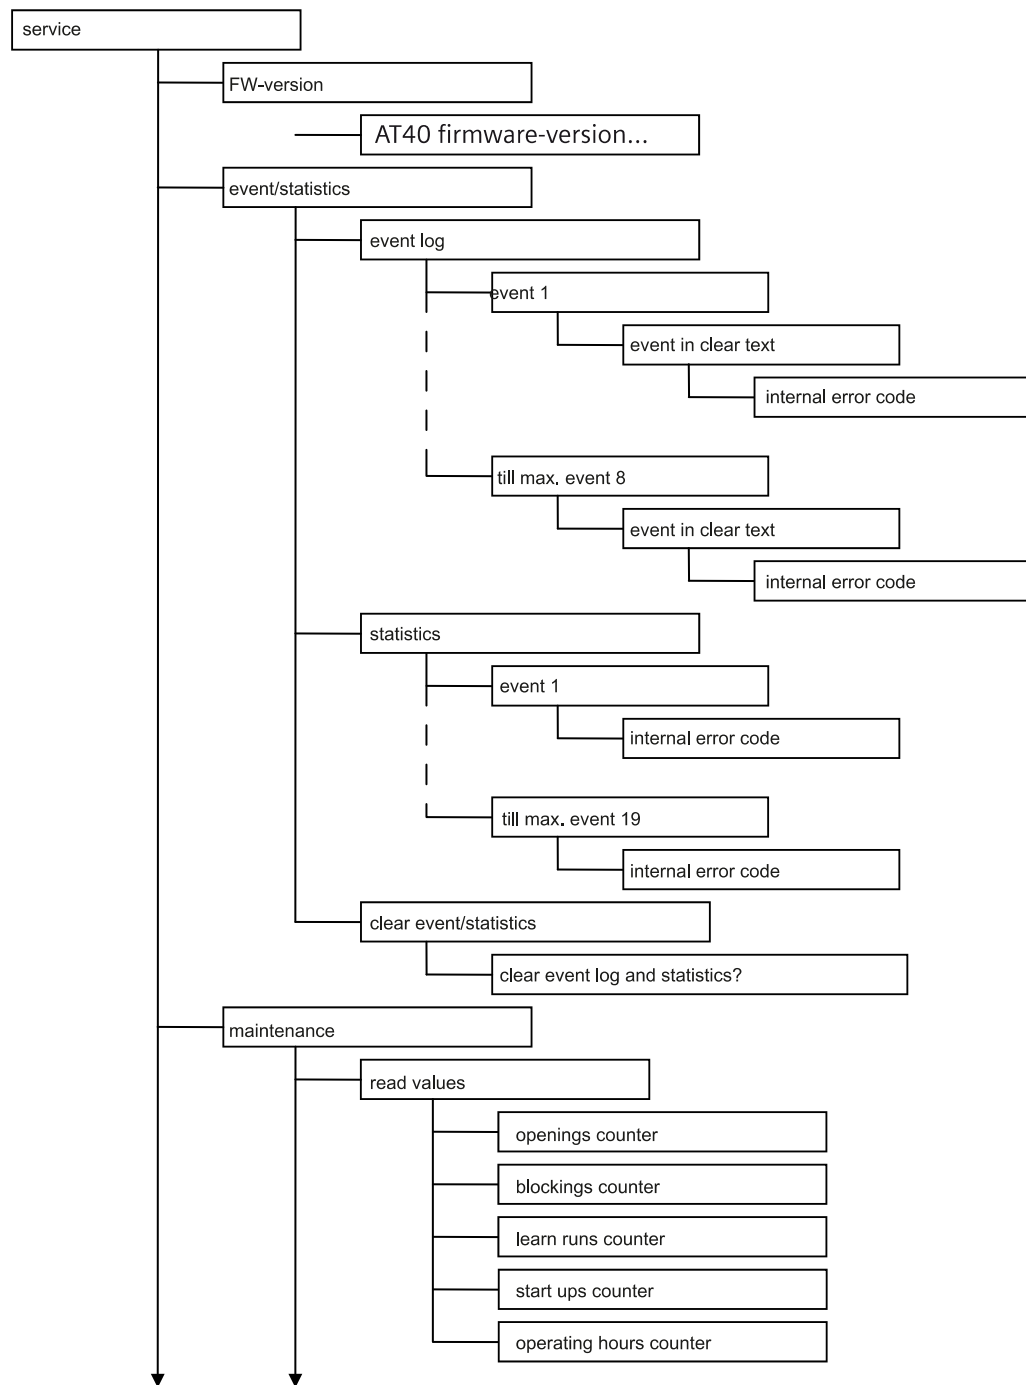 service
FW-version
AT40 firmware-version...
event/statistics
event log
event 1
event in clear text
internal error code
till max. event 8
event in clear text
internal error code
statistics
event 1
internal error code
till max. event 19
internal error code
clear event/statistics
clear event log and statistics?
maintenance
read values
openings counter
blockings counter
learn runs counter
start ups counter
operating hours counter